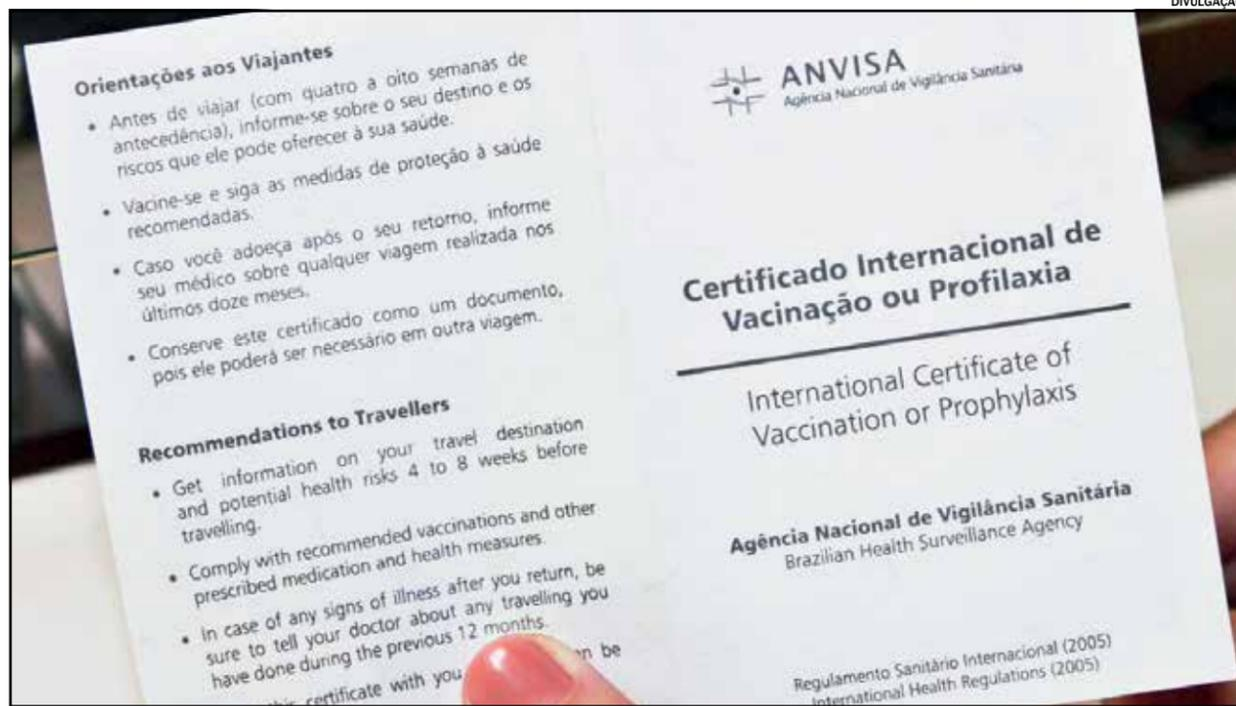 DIVULGAÇÃ
Orientações aos Viajantes
• Antes de viajar (com quatro a oito semanas de
antecedência), informe-se sobre o seu destino e os
riscos que ele pode oferecer à sua saúde.
• Vacine-se e siga as medidas de proteção à saúde
recomendadas.
• Caso você adoeça após o seu retorno, informe
seu médico sobre qualquer viagem realizada nos
últimos doze meses.
• Conserve este certificado como um documento,
pois ele poderá ser necessário em outra viagem.
Recommendations to Travellers
• Get information on your travel destination
and potential health risks 4 to 8 weeks before
travelling.
• Comply with recommended vaccinations and other
prescribed medication and health measures.
• In case of any signs of illness after you return, be
sure to tell your doctor about any travelling you
have done during the previous 12 months.
this certificate with you be
ANVISA
Agência Nacional de Vigilância Sanitária
Certificado Internacional de
Vacinação ou Profilaxia
International Certificate of
Vaccination or Prophylaxis
Agência Nacional de Vigilância Sanitária
Brazilian Health Surveillance Agency
Regulamento Sanitário Internacional (2005)
International Health Regulations (2005)